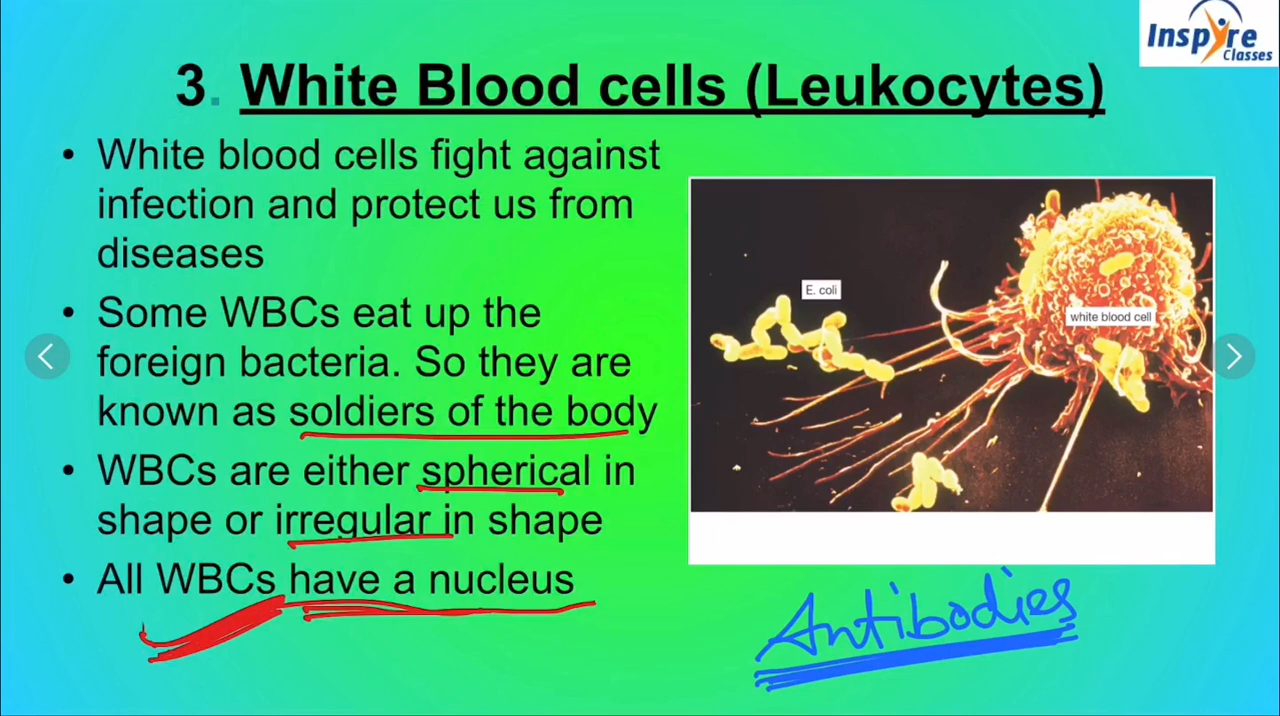 Inspyre
Classes
3. White Blood cells (Leukocytes)
• White blood cells fight against
infection and protect us from
diseases
• Some WBCs eat up the
foreign bacteria. So they are
known as soldiers of the body
• WBCs are either spherical in
shape or irregular in shape
• All WBCs have a nucleus
E. coli
white blood cell
Antibodies